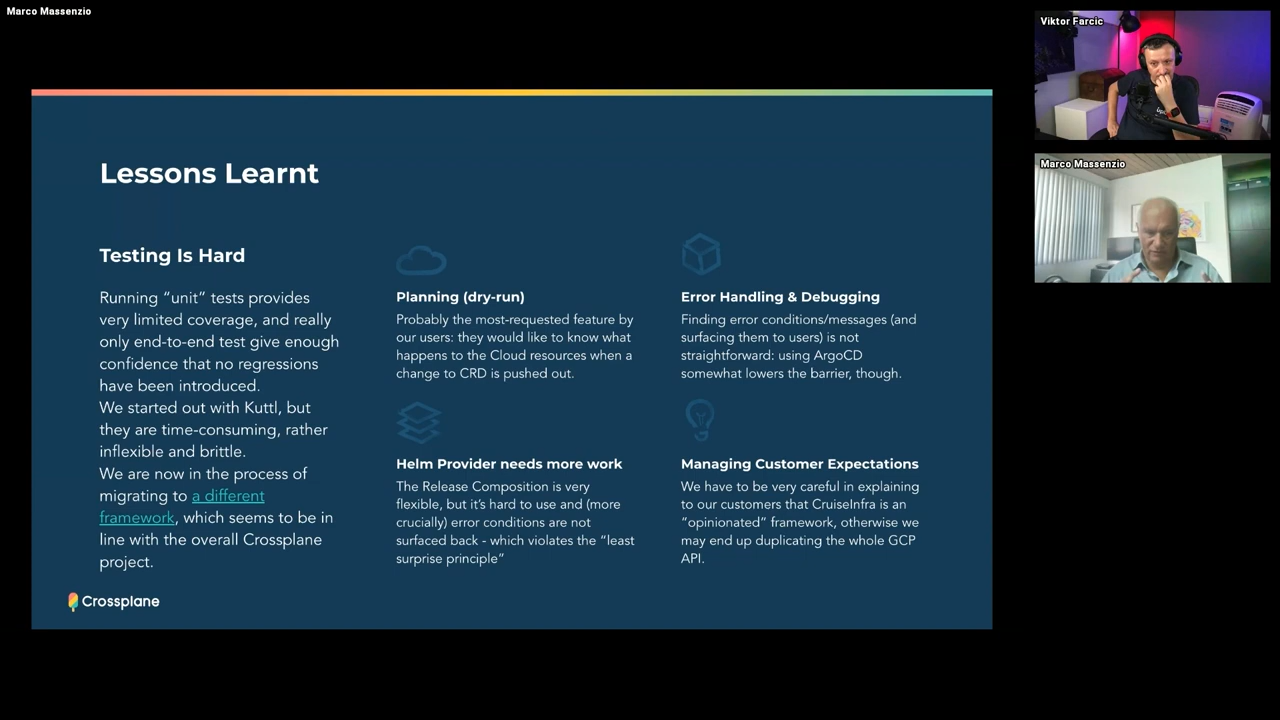 Marco Massenzio
Lessons Learnt
Testing Is Hard
Running “unit” tests provides
very limited coverage, and really
only end-to-end test give enough
confidence that no regressions
have been introduced.
We started out with Kuttl, but
they are time-consuming, rather
inflexible and brittle.
We are now in the process of
migrating to a different
framework, which seems to be in
line with the overall Crossplane
project.
Planning (dry-run)
Probably the most-requested feature by
our users: they would like to know what
happens to the Cloud resources when a
change to CRD is pushed out.
Error Handling & Debugging
Finding error conditions/messages (and
surfacing them to users) is not
straightforward: using ArgoCD
somewhat lowers the barrier, though.
Helm Provider needs more work
The Release Composition is very
flexible, but it’s hard to use and (more
crucially) error conditions are not
surfaced back - which violates the “least
surprise principle”
Managing Customer Expectations
We have to be very careful in explaining
to our customers that CruiseInfra is an
“opinionated” framework, otherwise we
may end up duplicating the whole GCP
API.
Crossplane
Viktor Farcic
Marco Massenzio